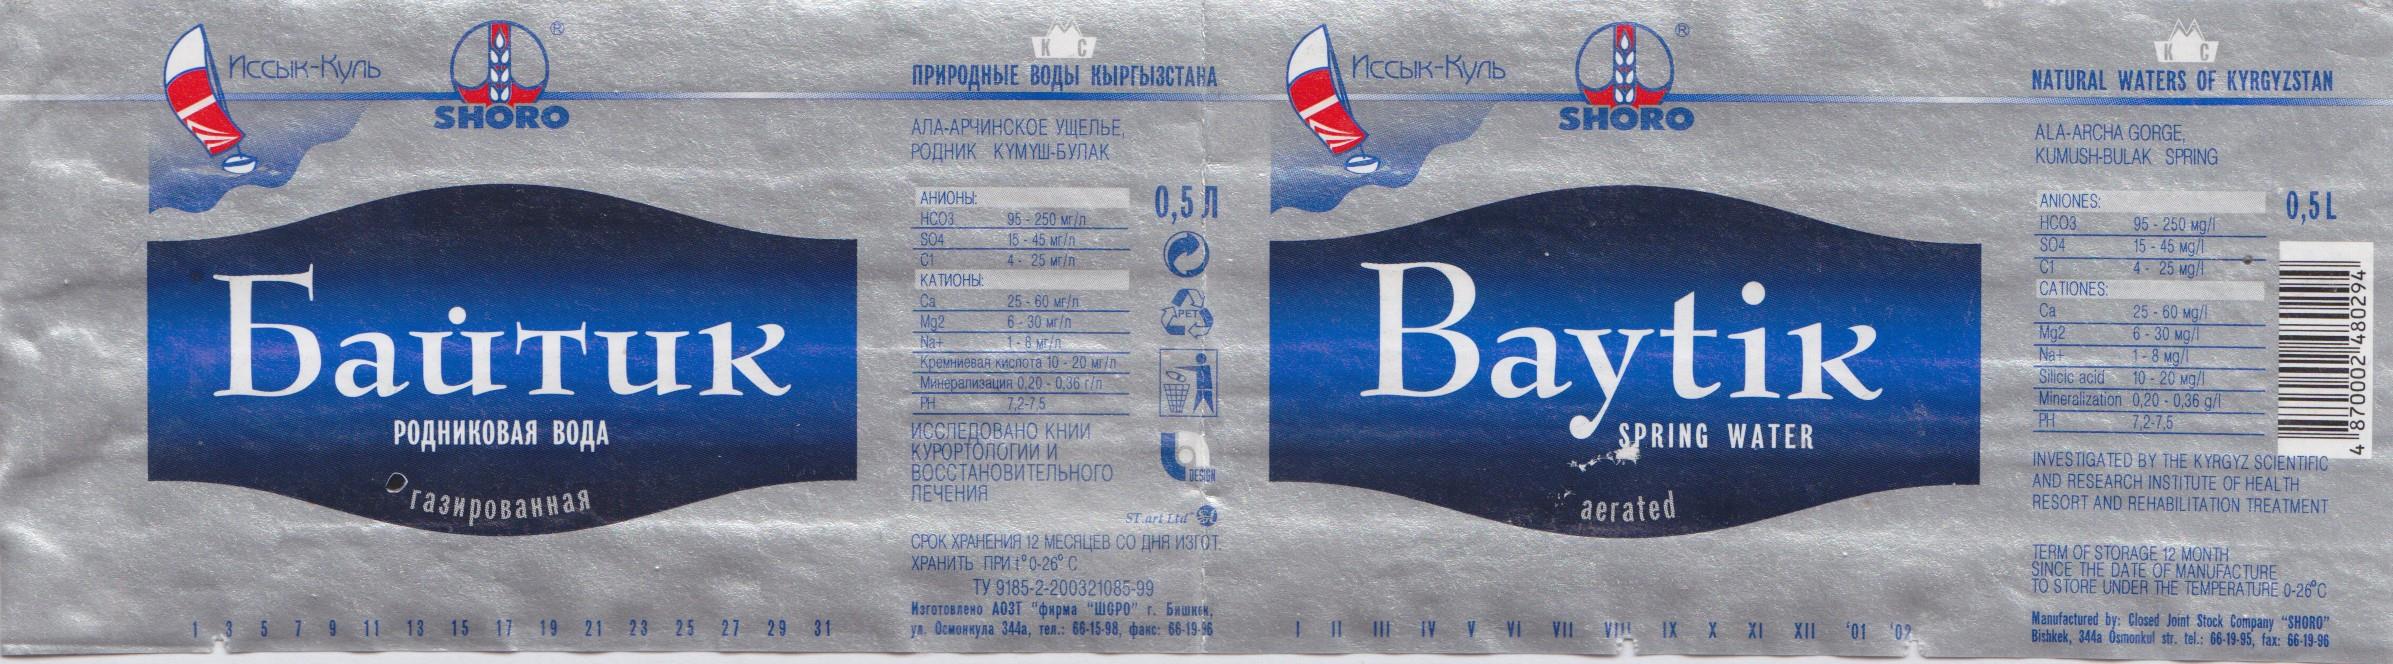 Иссык-Куль
SHORO
®
Байтик
РОДНИКОВАЯ ВОДА
газированная
1 3 5 7 9 11 13 15 17 19 21 23 25 27 29 31
К С
ПРИРОДНЫЕ ВОДЫ КЫРГЫЗСТАНА
АЛА-АРЧИНСКОЕ УЩЕЛЬЕ,
РОДНИК КҮМҮШ-БУЛАК
АНИОНЫ:
HCO3 95 - 250 мг/л
SO4 15 - 45 мг/л
C1 4 - 25 мг/л
КАТИОНЫ:
Ca 25 - 60 мг/л
Mg2 6 - 30 мг/л
Na+ 1 - 8 мг/л
Кремниевая кислота 10 - 20 мг/л
Минерализация 0,20 - 0,36 г/л
PH 7,2-7,5
0,5 Л
PET
DESIGN
ИССЛЕДОВАНО КНИИ
КУРОРТОЛОГИИ И
ВОССТАНОВИТЕЛЬНОГО
ЛЕЧЕНИЯ
ST.art Ltd
СРОК ХРАНЕНИЯ 12 МЕСЯЦЕВ СО ДНЯ ИЗГОТ.
ХРАНИТЬ ПРИ t° 0-26° C
ТУ 9185-2-200321085-99
Изготовлено АОЗТ "фирма "ШОРО" г. Бишкек,
ул. Осмонкула 344а, тел.: 66-15-98, факс: 66-19-96
Иссык-Куль
SHORO
®
Baytik
SPRING WATER
aerated
I II III IV V VI VII VIII IX X XI XII '01 '02
К С
NATURAL WATERS OF KYRGYZSTAN
ALA-ARCHA GORGE,
KUMUSH-BULAK SPRING
ANIONES:
HCO3 95 - 250 mg/l
SO4 15 - 45 mg/l
C1 4 - 25 mg/l
CATIONES:
Ca 25 - 60 mg/l
Mg2 6 - 30 mg/l
Na+ 1 - 8 mg/l
Silicic acid 10 - 20 mg/l
Mineralization 0,20 - 0,36 g/l
PH 7,2-7,5
0,5 L
4 870002 480294
INVESTIGATED BY THE KYRGYZ SCIENTIFIC
AND RESEARCH INSTITUTE OF HEALTH
RESORT AND REHABILITATION TREATMENT
TERM OF STORAGE 12 MONTH
SINCE THE DATE OF MANUFACTURE
TO STORE UNDER THE TEMPERATURE 0-26°C
Manufactured by: Closed Joint Stock Company "SHORO"
Bishkek, 344a Osmonkul str. tel.: 66-19-95, fax: 66-19-96